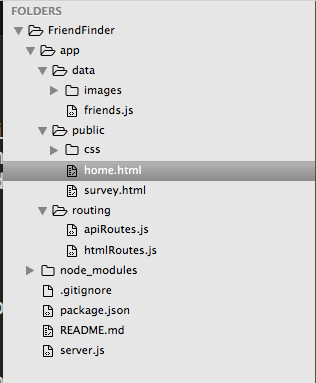 FOLDERS
FriendFinder
app
data
images
friends.js
public
css
home.html
survey.html
routing
apiRoutes.js
htmlRoutes.js
node_modules
.gitignore
package.json
README.md
server.js